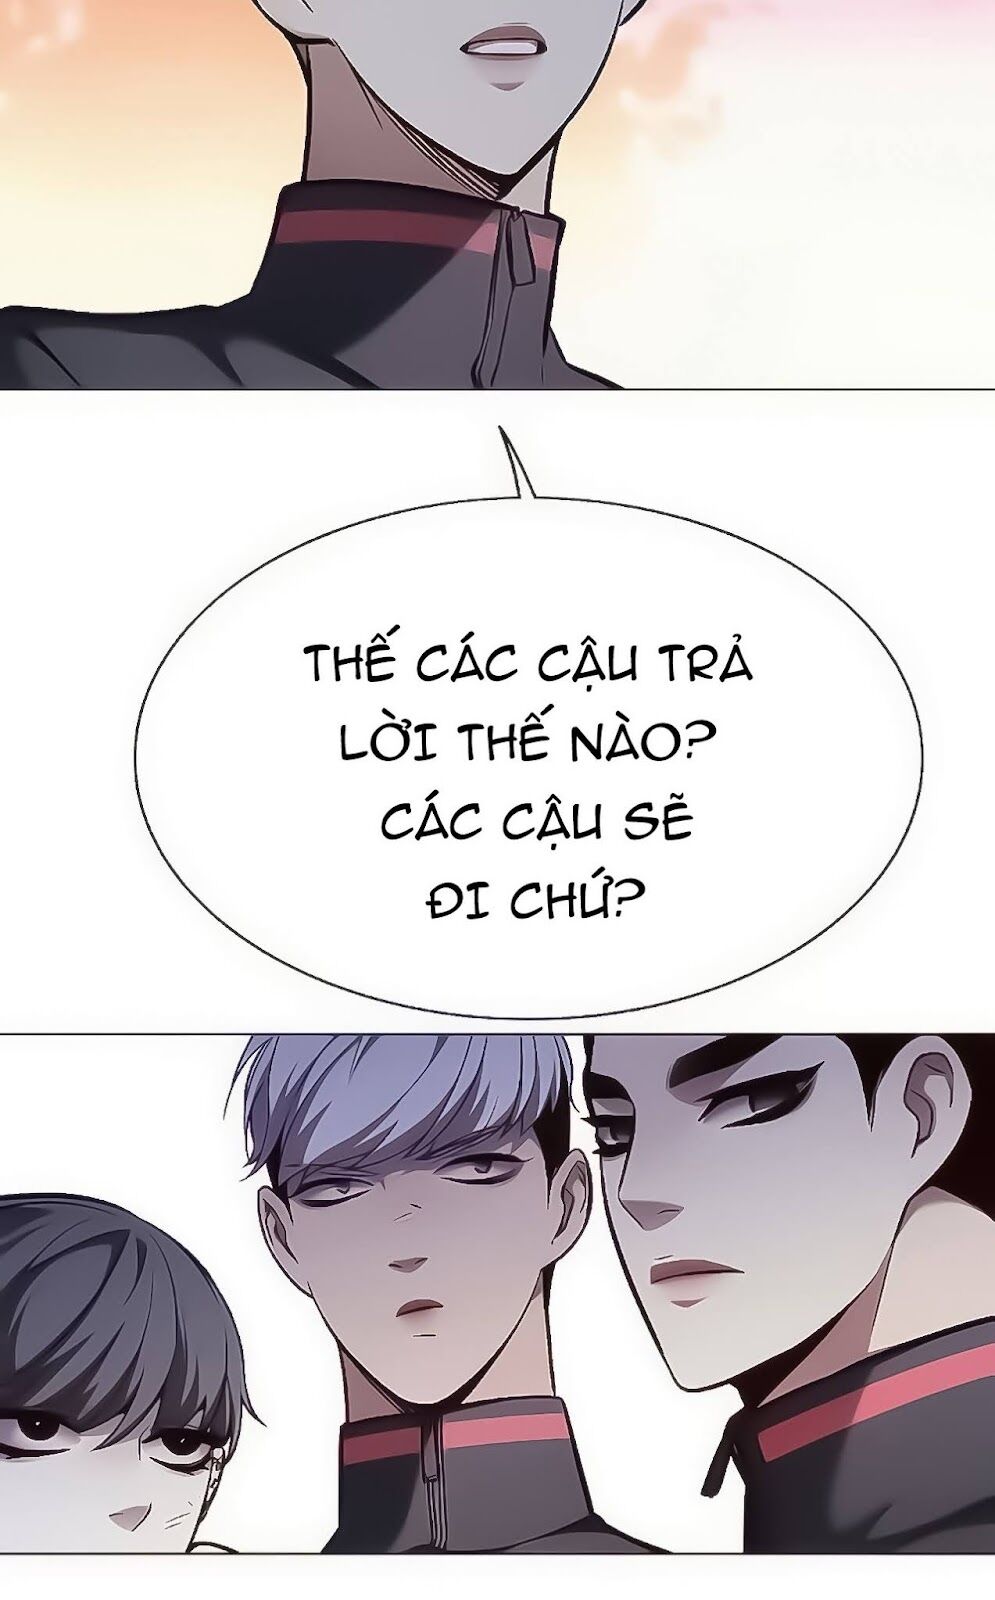 THẾ CÁC CẬU TRẢ
LỜI THẾ NÀO?
CÁC CẬU SẼ
ĐI CHỨ?